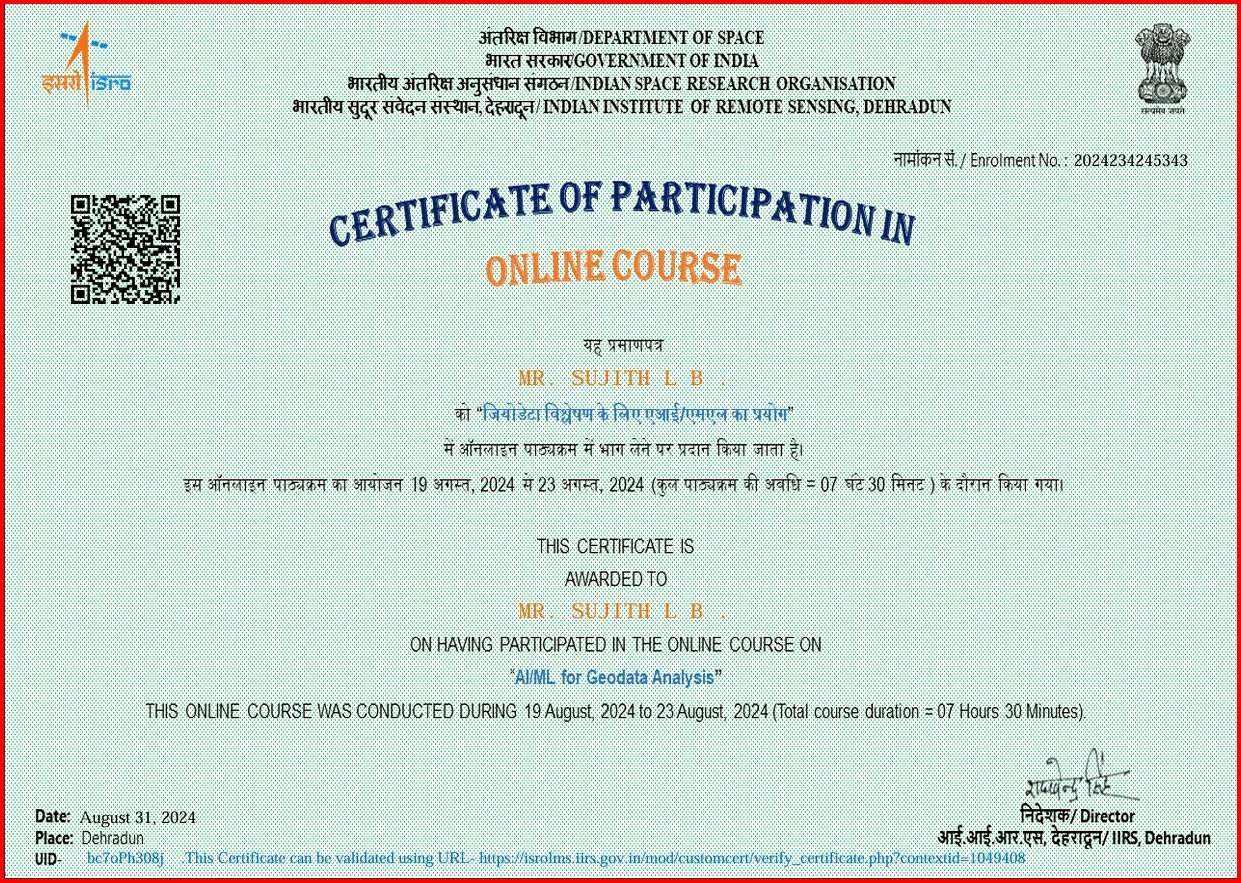 इसरो isro
अंतरिक्ष विभाग/DEPARTMENT OF SPACE
भारत सरकार/GOVERNMENT OF INDIA
भारतीय अंतरिक्ष अनुसंधान संगठन/INDIAN SPACE RESEARCH ORGANISATION
भारतीय सुदूर संवेदन संस्थान, देहरादून/ INDIAN INSTITUTE OF REMOTE SENSING, DEHRADUN
सत्यमेव जयते
नामांकन सं./ Enrolment No. : 2024234245343
CERTIFICATE OF PARTICIPATION IN
ONLINE COURSE
यह प्रमाणपत्र
MR. SUJITH L B .
को “जियोडेटा विश्लेषण के लिए एआई/एमएल का प्रयोग”
में ऑनलाइन पाठ्यक्रम में भाग लेने पर प्रदान किया जाता है।
इस ऑनलाइन पाठ्यक्रम का आयोजन 19 अगस्त, 2024 से 23 अगस्त, 2024 (कुल पाठ्यक्रम की अवधि = 07 घंटे 30 मिनट ) के दौरान किया गया।
THIS CERTIFICATE IS
AWARDED TO
MR. SUJITH L B .
ON HAVING PARTICIPATED IN THE ONLINE COURSE ON
“AI/ML for Geodata Analysis”
THIS ONLINE COURSE WAS CONDUCTED DURING 19 August, 2024 to 23 August, 2024 (Total course duration = 07 Hours 30 Minutes).
निदेशक/ Director
आई.आई.आर.एस, देहरादून/ IIRS, Dehradun
Date: August 31, 2024
Place: Dehradun
UID- bc7oPh308j .This Certificate can be validated using URL- https://isrolms.iirs.gov.in/mod/customcert/verify_certificate.php?contextid=1049408